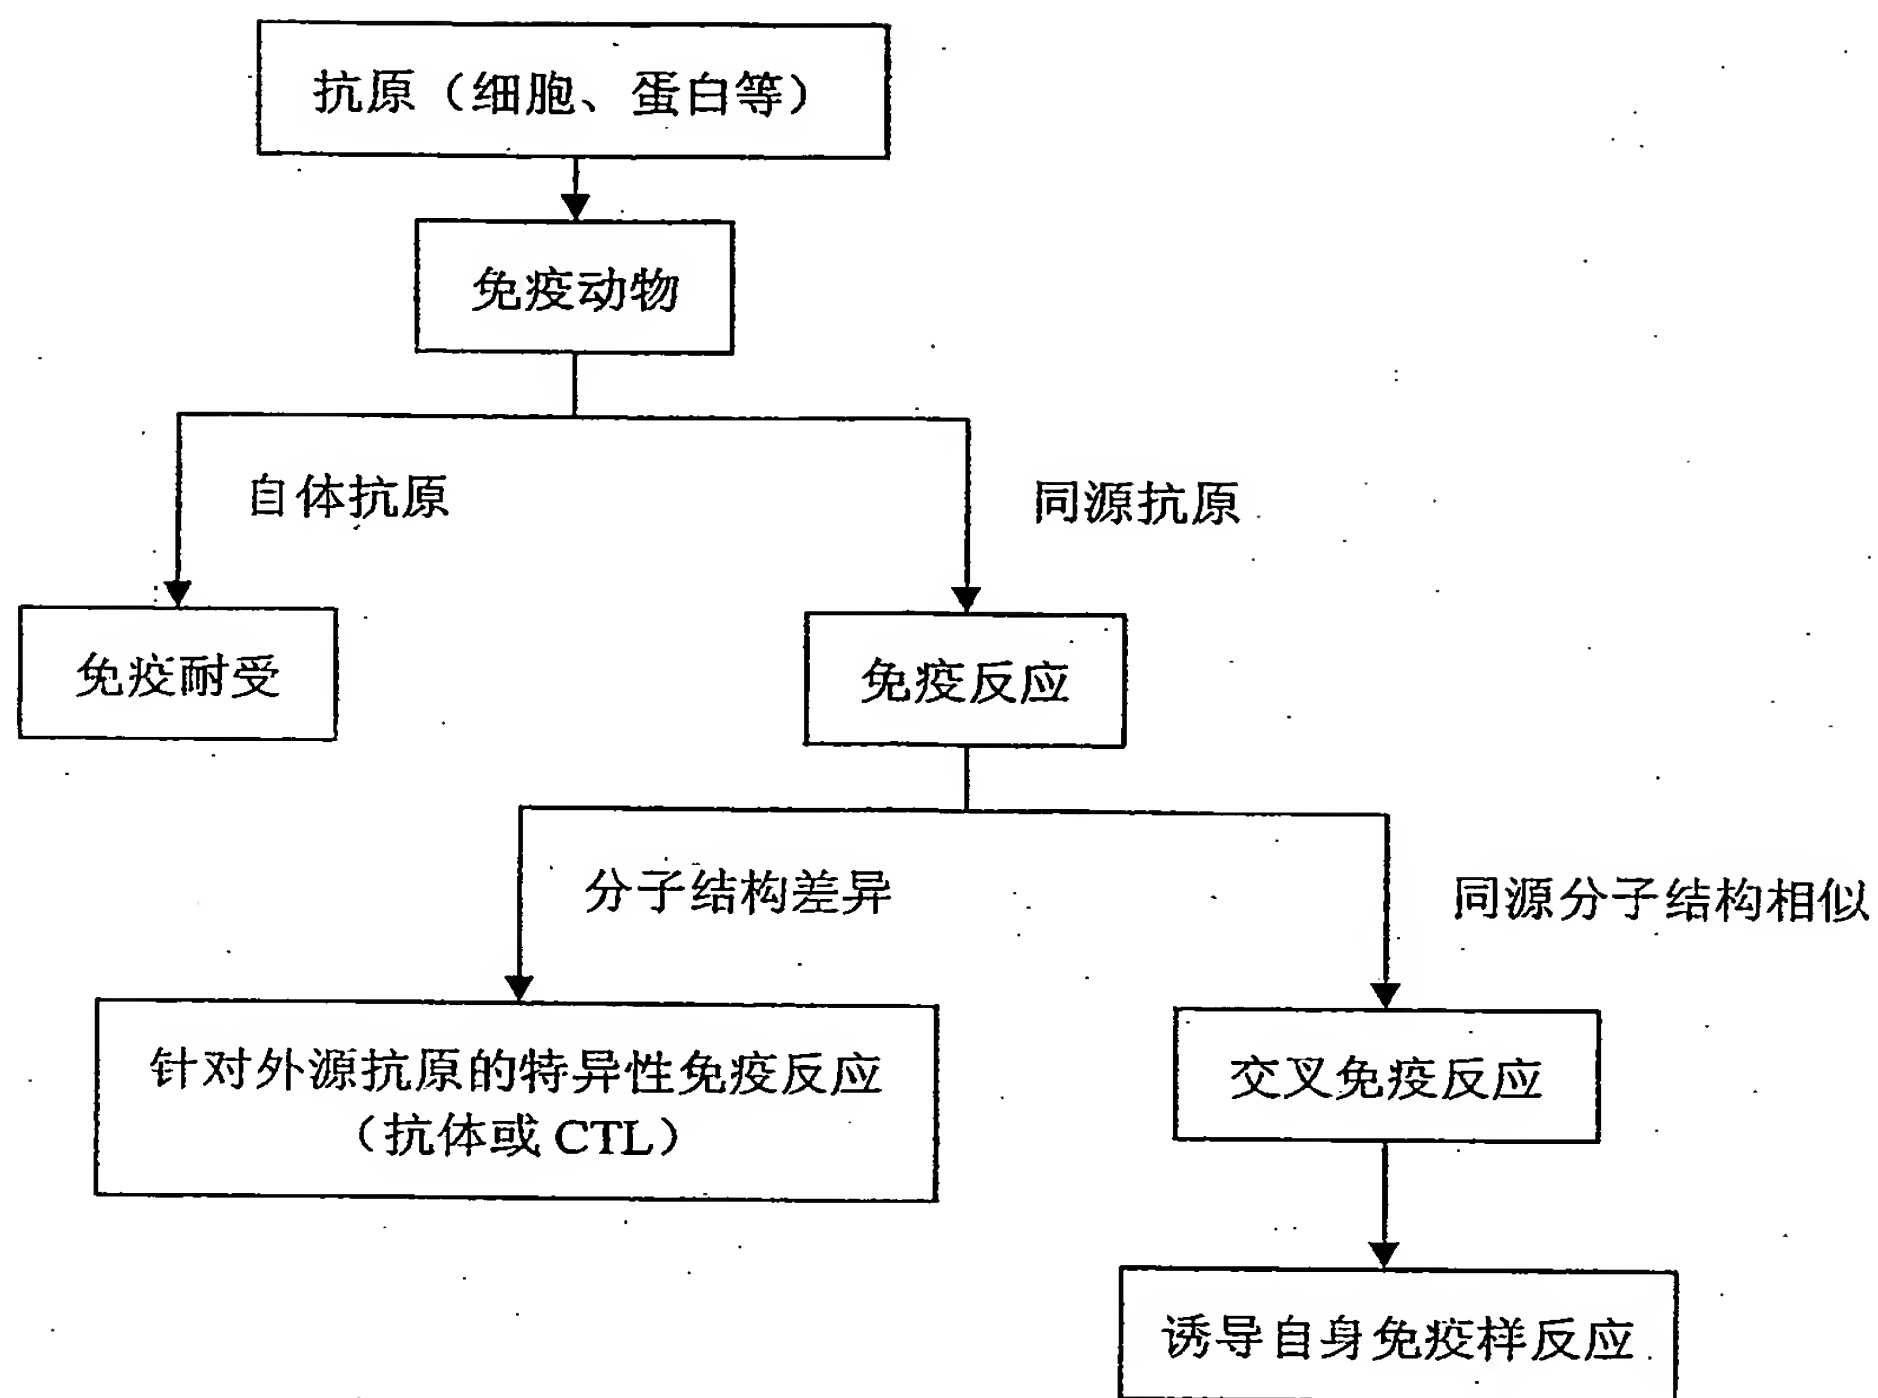 抗原（细胞、蛋白等）
免疫动物
自体抗原
同源抗原
免疫耐受
免疫反应
分子结构差异
同源分子结构相似
针对外源抗原的特异性免疫反应
（抗体或 CTL）
交叉免疫反应
诱导自身免疫样反应